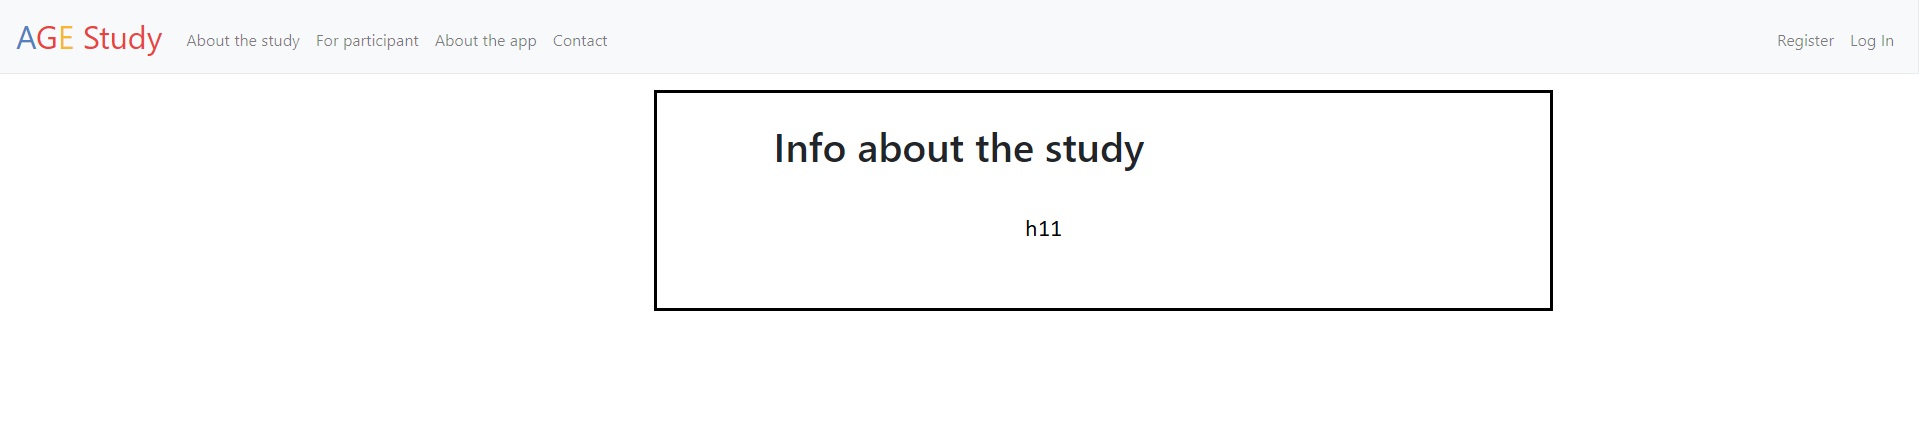 AGE Study About the study For participant About the app Contact Register Log In
Info about the study
h11